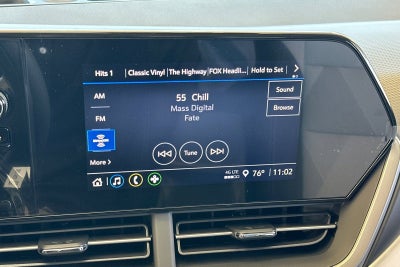 Hits 1 Classic Vinyl The Highway FOX Headli... Hold to Set
AM
55 Chill
Sound
Mass Digital
Browse
FM
Fate
Tune
More >
4G LTE
76° 11:02